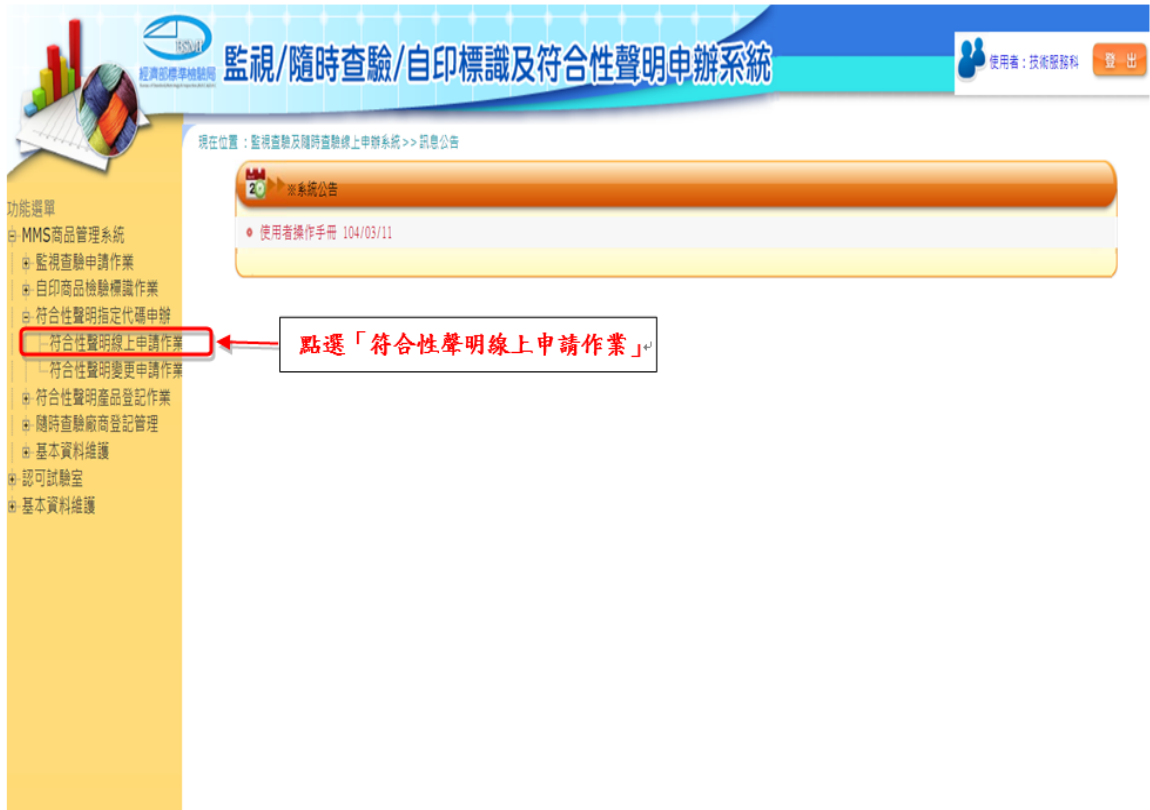 BSMI
經濟部標準檢驗局
監視/隨時查驗/自印標識及符合性聲明申辦系統
使用者：技術服務科
登 出
現在位置 ：監視查驗及隨時查驗線上申辦系統>>訊息公告
20
※系統公告
使用者操作手冊 104/03/11
功能選單
MMS商品管理系統
監視查驗申請作業
自印商品檢驗標識作業
符合性聲明指定代碼申辦
符合性聲明線上申請作業
符合性聲明變更申請作業
符合性聲明產品登記作業
隨時查驗廠商登記管理
基本資料維護
認可試驗室
基本資料維護
點選「符合性聲明線上申請作業」